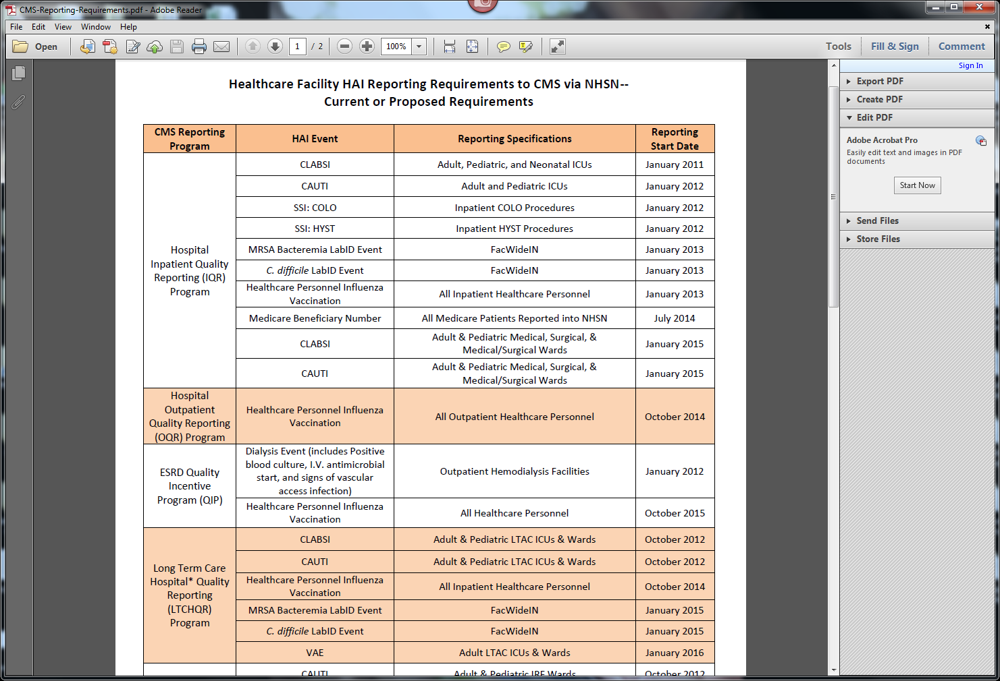 CMS-Reporting-Requirements.pdf - Adobe Reader
File Edit View Window Help
Open 1 / 2 100% Tools Fill & Sign Comment
Sign In
Export PDF
Create PDF
Edit PDF
Adobe Acrobat Pro
Easily edit text and images in PDF
documents
Start Now
Send Files
Store Files
Healthcare Facility HAI Reporting Requirements to CMS via NHSN--
Current or Proposed Requirements
CMS Reporting
Program
HAI Event
Reporting Specifications
Reporting
Start Date
Hospital
Inpatient Quality
Reporting (IQR)
Program
CLABSI Adult, Pediatric, and Neonatal ICUs January 2011
CAUTI Adult and Pediatric ICUs January 2012
SSI: COLO Inpatient COLO Procedures January 2012
SSI: HYST Inpatient HYST Procedures January 2012
MRSA Bacteremia LabID Event FacWideIN January 2013
C. difficile LabID Event FacWideIN January 2013
Healthcare Personnel Influenza
Vaccination
All Inpatient Healthcare Personnel January 2013
Medicare Beneficiary Number All Medicare Patients Reported into NHSN July 2014
CLABSI
Adult & Pediatric Medical, Surgical, &
Medical/Surgical Wards
January 2015
CAUTI
Adult & Pediatric Medical, Surgical, &
Medical/Surgical Wards
January 2015
Hospital
Outpatient
Quality Reporting
(OQR) Program
Healthcare Personnel Influenza
Vaccination
All Outpatient Healthcare Personnel October 2014
ESRD Quality
Incentive
Program (QIP)
Dialysis Event (includes Positive
blood culture, I.V. antimicrobial
start, and signs of vascular
access infection)
Outpatient Hemodialysis Facilities January 2012
Healthcare Personnel Influenza
Vaccination
All Healthcare Personnel October 2015
Long Term Care
Hospital* Quality
Reporting
(LTCHQR)
Program
CLABSI Adult & Pediatric LTAC ICUs & Wards October 2012
CAUTI Adult & Pediatric LTAC ICUs & Wards October 2012
Healthcare Personnel Influenza
Vaccination
All Inpatient Healthcare Personnel October 2014
MRSA Bacteremia LabID Event FacWideIN January 2015
C. difficile LabID Event FacWideIN January 2015
VAE Adult LTAC ICUs & Wards January 2016
CAUTI Adult & Pediatric IRF Wards October 2012